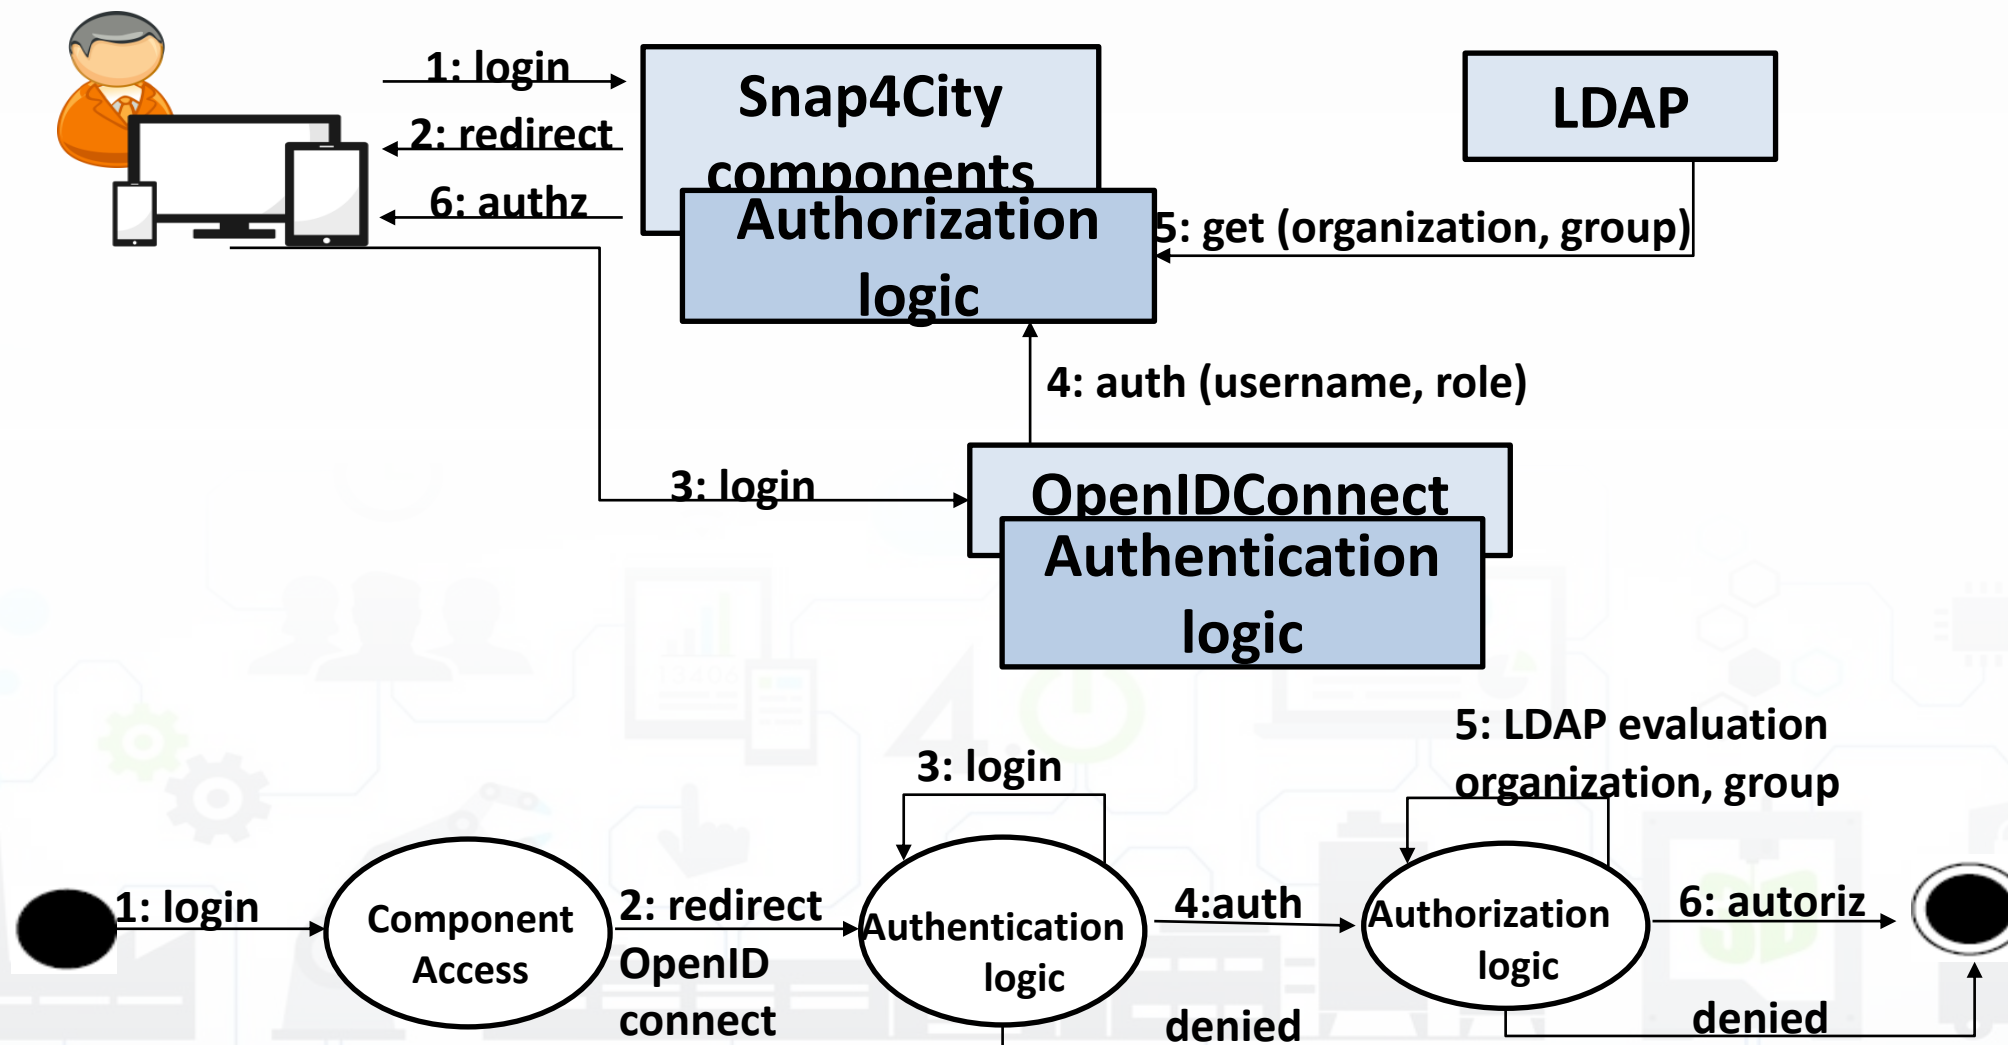 1: login
2: redirect
6: authz
Snap4City
components
Authorization
logic
LDAP
5: get (organization, group)
4: auth (username, role)
3: login
OpenIDConnect
Authentication
logic
13406
5: LDAP evaluation
organization, group
3: login
1: login
Component
Access
2: redirect
OpenID
connect
Authentication
logic
4:auth
denied
Authorization
logic
6: autoriz
denied
3D